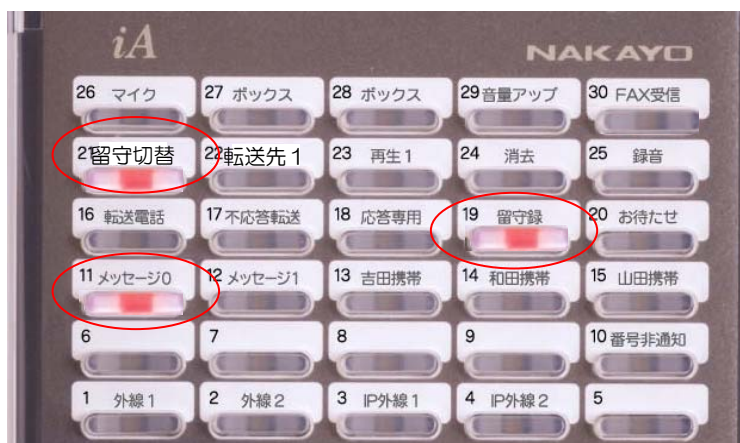 iA NAKAYO
26 マイク 27 ボックス 28 ボックス 29 音量アップ 30 FAX受信
21 留守切替 22 転送先1 23 再生1 24 消去 25 録音
16 転送電話 17 不応答転送 18 応答専用 19 留守録 20 お待たせ
11 メッセージ0 12 メッセージ1 13 吉田携帯 14 和田携帯 15 山田携帯
6 7 8 9 10 番号非通知
1 外線1 2 外線2 3 IP外線1 4 IP外線2 5